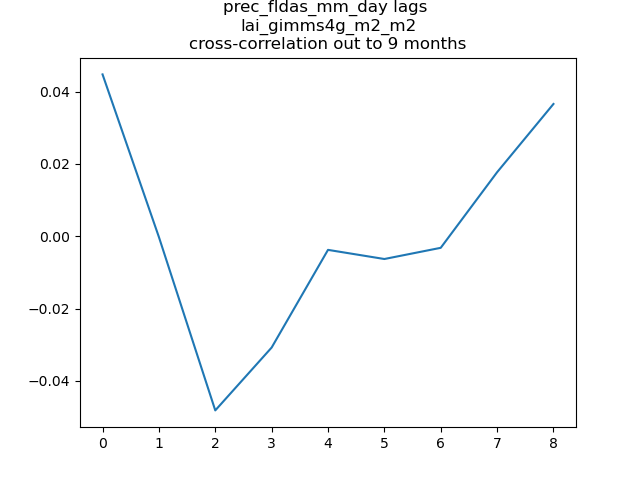 prec_fldas_mm_day lags
lai_gimms4g_m2_m2
cross-correlation out to 9 months
0.04
0.02
0.00
−0.02
−0.04
0 1 2 3 4 5 6 7 8